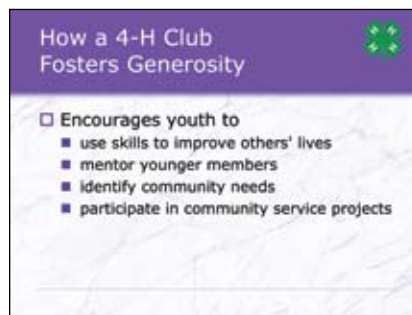 How a 4-H Club
Fosters Generosity
Encourages youth to
use skills to improve others' lives
mentor younger members
identify community needs
participate in community service projects